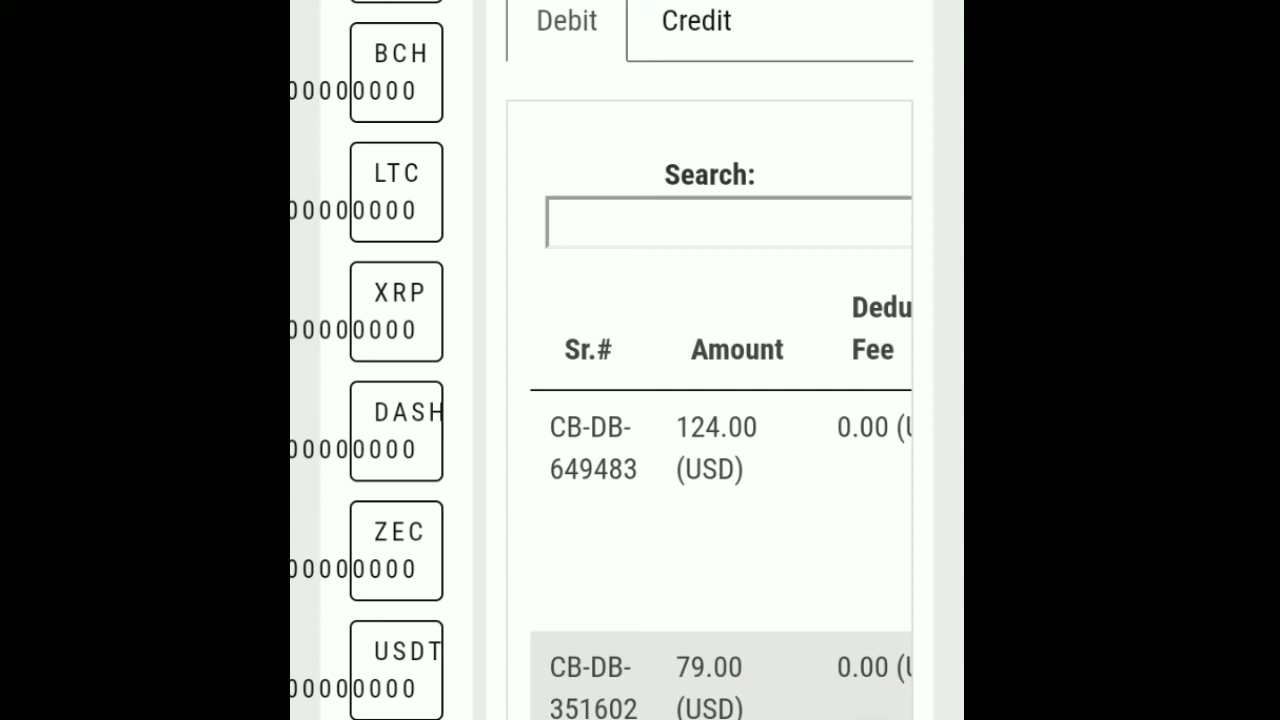 Debit Credit
BCH
00000000
LTC
00000000
XRP
00000000
DASH
00000000
ZEC
00000000
USDT
00000000
Search:
Sr.# Amount Fee
CB-DB- 124.00 0.00
649483 (USD)
CB-DB- 79.00 0.00
351602 (USD)